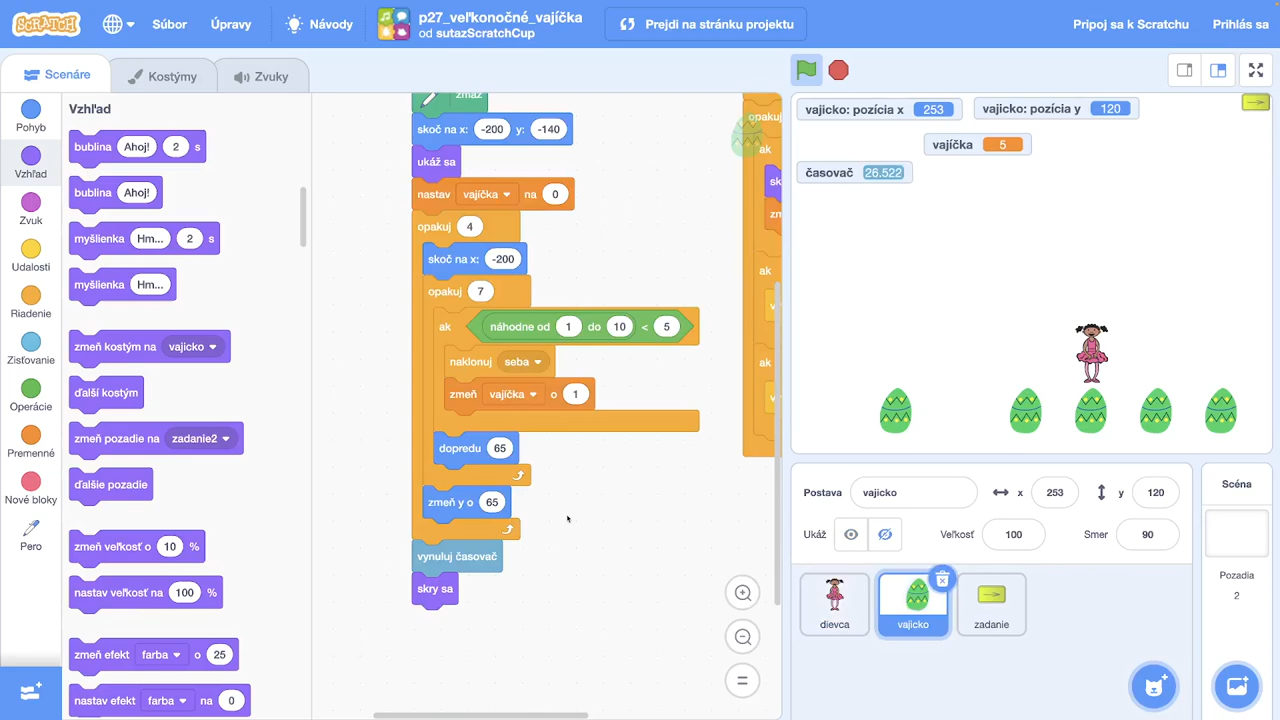 SCRATCH
Súbor
Úpravy
Návody
p27_veľkonočné_vajíčka
od sutazScratchCup
Prejdi na stránku projektu
Pripoj sa k Scratchu
Prihlás sa
Scenáre
Kostýmy
Zvuky
Pohyb
Vzhľad
Zvuk
Udalosti
Riadenie
Zisťovanie
Operácie
Premenné
Nové bloky
Pero
Vzhľad
bublina Ahoj! 2 s
bublina Ahoj!
myšlienka Hm... 2 s
myšlienka Hm...
zmeň kostým na vajicko
ďalší kostým
zmeň pozadie na zadanie2
ďalšie pozadie
zmeň veľkosť o 10 %
nastav veľkosť na 100 %
zmeň efekt farba o 25
nastav efekt farba na 0
zmaž
skoč na x: -200 y: -140
ukáž sa
nastav vajíčka na 0
opakuj 4
skoč na x: -200
opakuj 7
ak náhodne od 1 do 10 < 5
naklonuj seba
zmeň vajíčka o 1
dopredu 65
zmeň y o 65
vynuluj časovač
skry sa
opakuj
ak
sk
zm
ak
v
ak
v
vajicko: pozícia x 253
vajicko: pozícia y 120
vajíčka 5
časovač 26.522
Postava vajicko x 253 y 120
Ukáž Veľkosť 100 Smer 90
dievca
vajicko
zadanie
Scéna
Pozadia
2